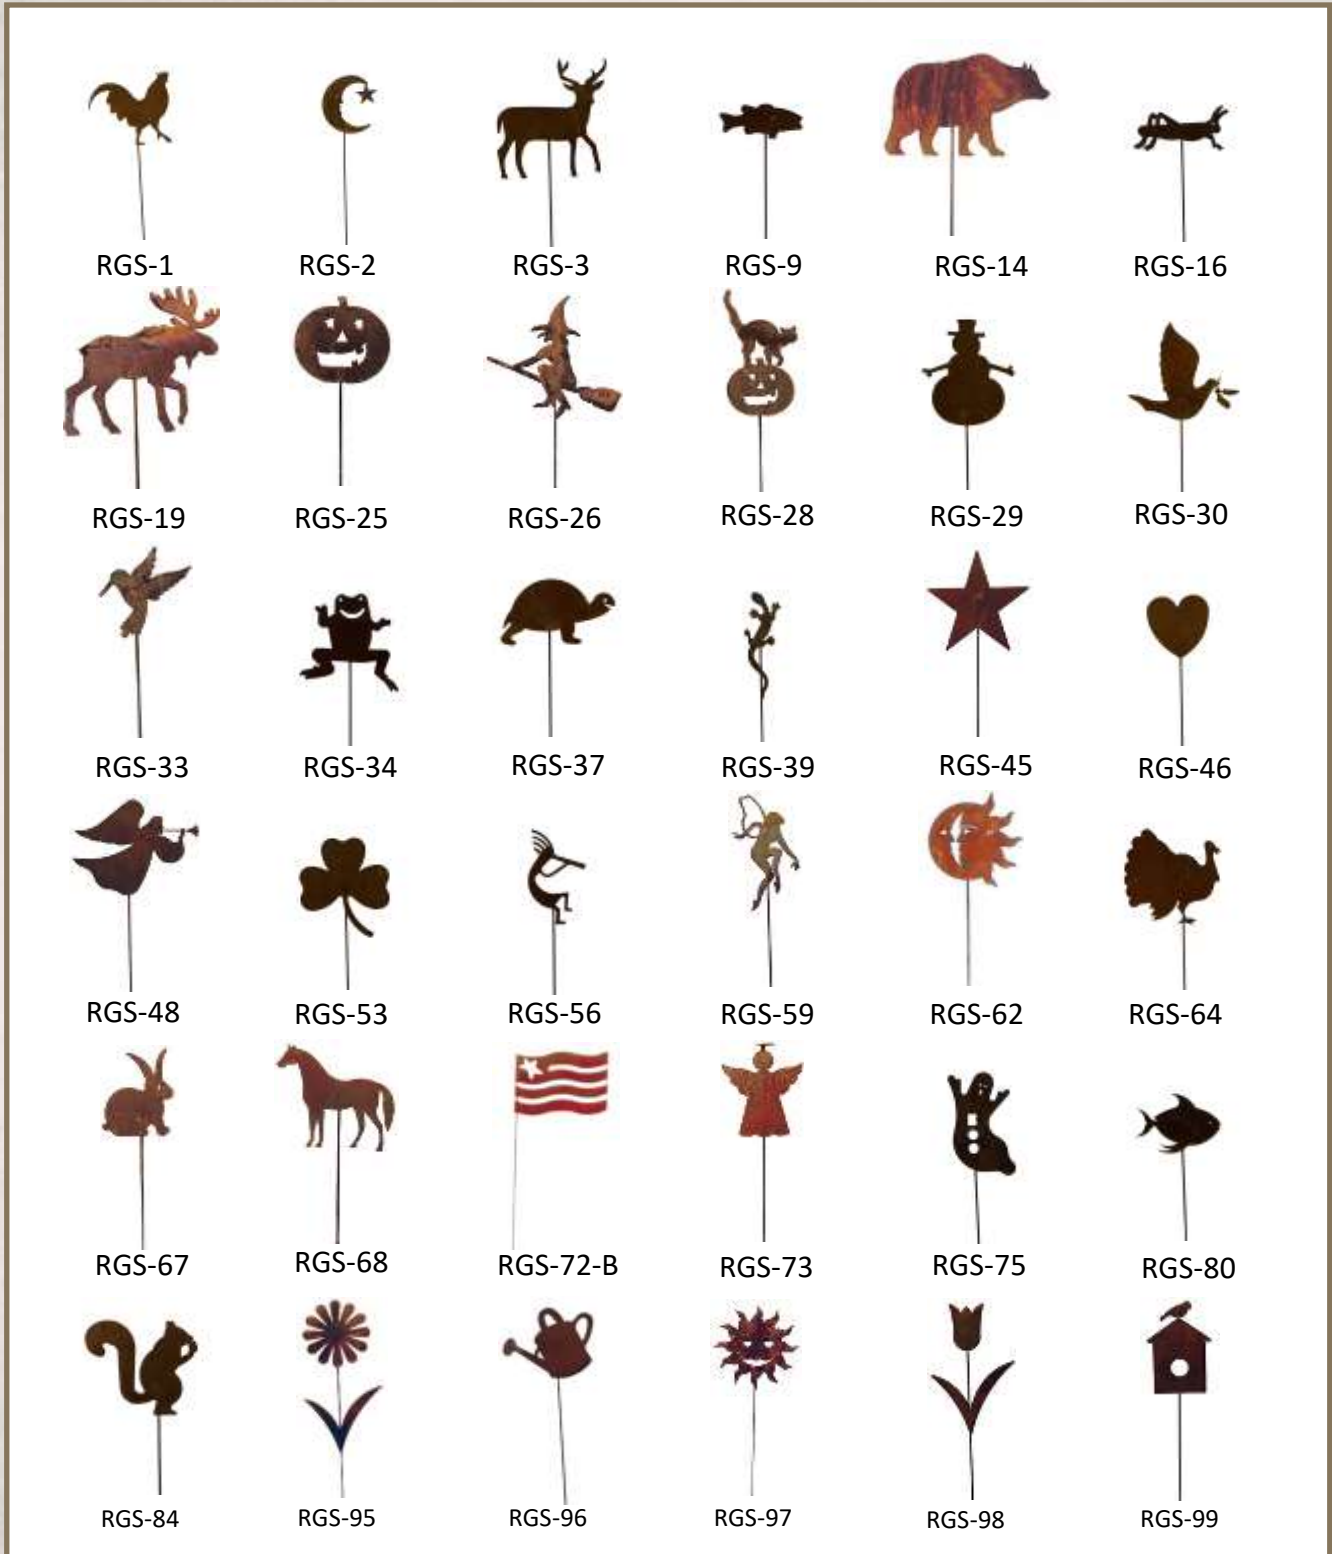 RGS-1 RGS-2 RGS-3 RGS-9 RGS-14 RGS-16
RGS-19 RGS-25 RGS-26 RGS-28 RGS-29 RGS-30
RGS-33 RGS-34 RGS-37 RGS-39 RGS-45 RGS-46
RGS-48 RGS-53 RGS-56 RGS-59 RGS-62 RGS-64
RGS-67 RGS-68 RGS-72-B RGS-73 RGS-75 RGS-80
RGS-84 RGS-95 RGS-96 RGS-97 RGS-98 RGS-99